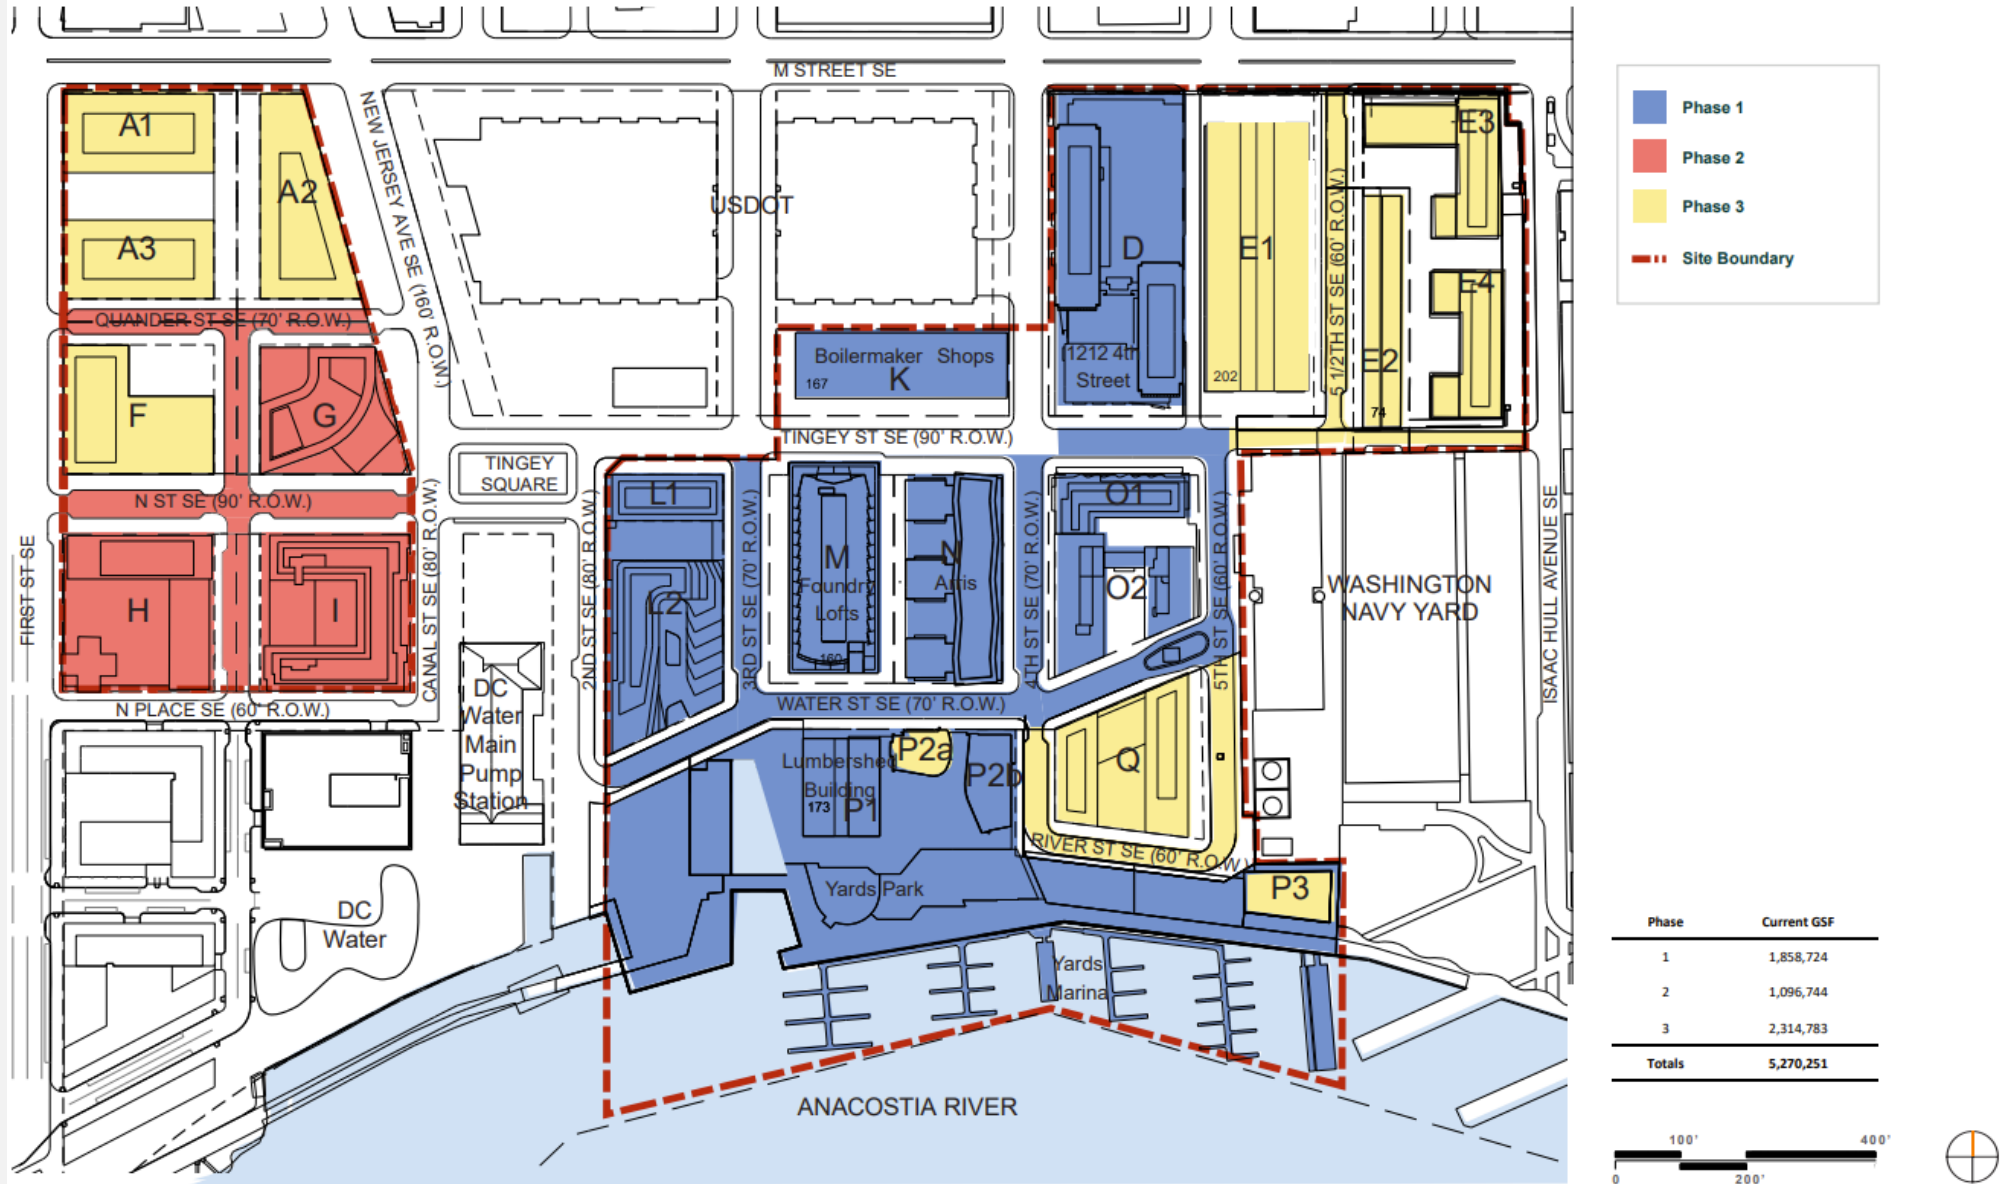 M STREET SE
A1
A2
A3
NEW JERSEY AVE SE (160' R.O.W.)
USDOT
D
E1
E3
E4
E2
5 1/2TH ST SE (60' R.O.W.)
202
74
QUANDER ST SE (70' R.O.W.)
Boilermaker Shops
167
K
1212 4th
Street
F
G
TINGEY ST SE (90' R.O.W.)
TINGEY
SQUARE
N ST SE (90' R.O.W.)
CANAL ST SE (80' R.O.W.)
2ND ST SE (80' R.O.W.)
L1
L2
3RD ST SE (70' R.O.W.)
M
Foundry
Lofts
160
N
Arris
4TH ST SE (70' R.O.W.)
O1
O2
5TH ST SE (60' R.O.W.)
WASHINGTON
NAVY YARD
ISAAC HULL AVENUE SE
FIRST ST SE
H
I
N PLACE SE (60' R.O.W.)
DC
Water
Main
Pump
Station
WATER ST SE (70' R.O.W.)
Lumbershed
Building
173
P1
P2a
P2b
Q
RIVER ST SE (60' R.O.W.)
P3
Yards Park
DC
Water
Yards
Marina
ANACOSTIA RIVER
Phase 1
Phase 2
Phase 3
Site Boundary
Phase Current GSF
1 1,858,724
2 1,096,744
3 2,314,783
Totals 5,270,251
100' 400'
0 200'